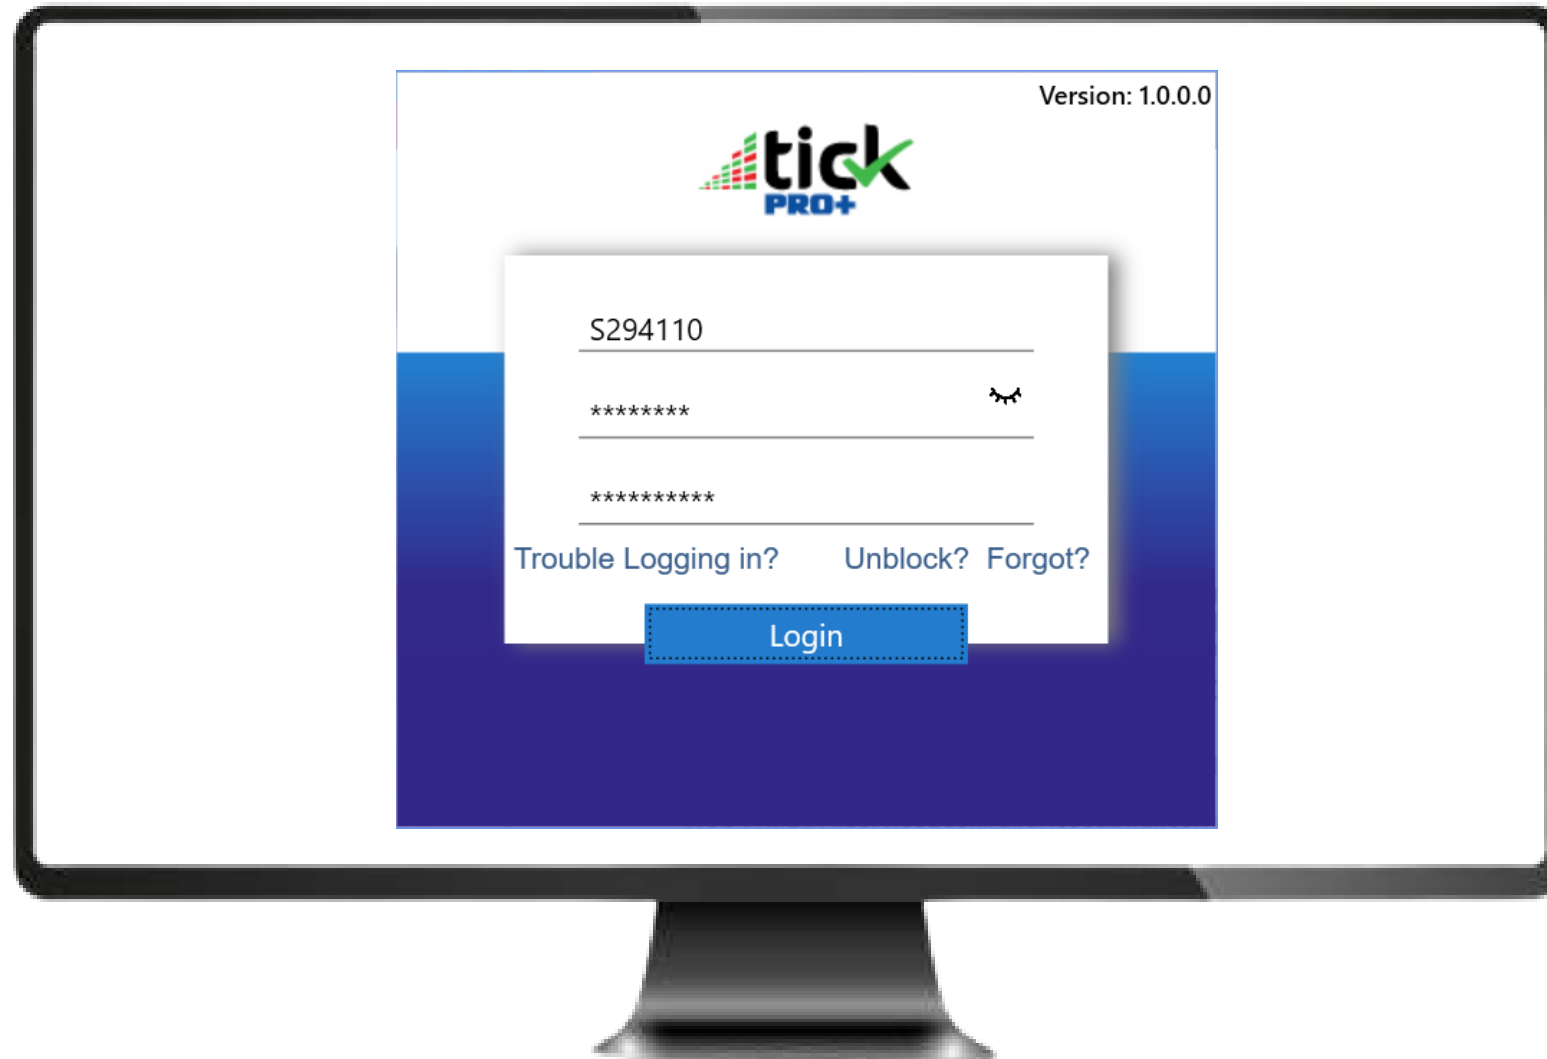 Version: 1.0.0.0
tick
PRO+
S294110
********
**********
Trouble Logging in? Unblock? Forgot?
Login